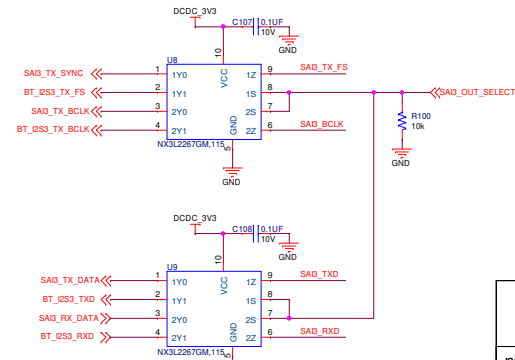 DCDC_3V3
C107 0.1UF
10V
GND
U8
10
SAI3_TX_SYNC 1 1Y0 VCC 1Z 9 SAI3_TX_FS
BT_I2S3_TX_FS 2 1Y1 1S 8 SAI3_OUT_SELECT
SAI3_TX_BCLK 3 2Y0 2S 7
BT_I2S3_TX_BCLK 4 2Y1 GND 2Z 6 SAI3_BCLK
R100
10k
GND
NX3L2267GM,115 5
GND
DCDC_3V3
C108 0.1UF
10V
GND
U9
10
SAI3_TX_DATA 1 1Y0 VCC 1Z 9 SAI3_TXD
BT_I2S3_TXD 2 1Y1 1S 8
SAI3_RX_DATA 3 2Y0 2S 7
BT_I2S3_RXD 4 2Y1 GND 2Z 6 SAI3_RXD
NX3L2267GM,115 5